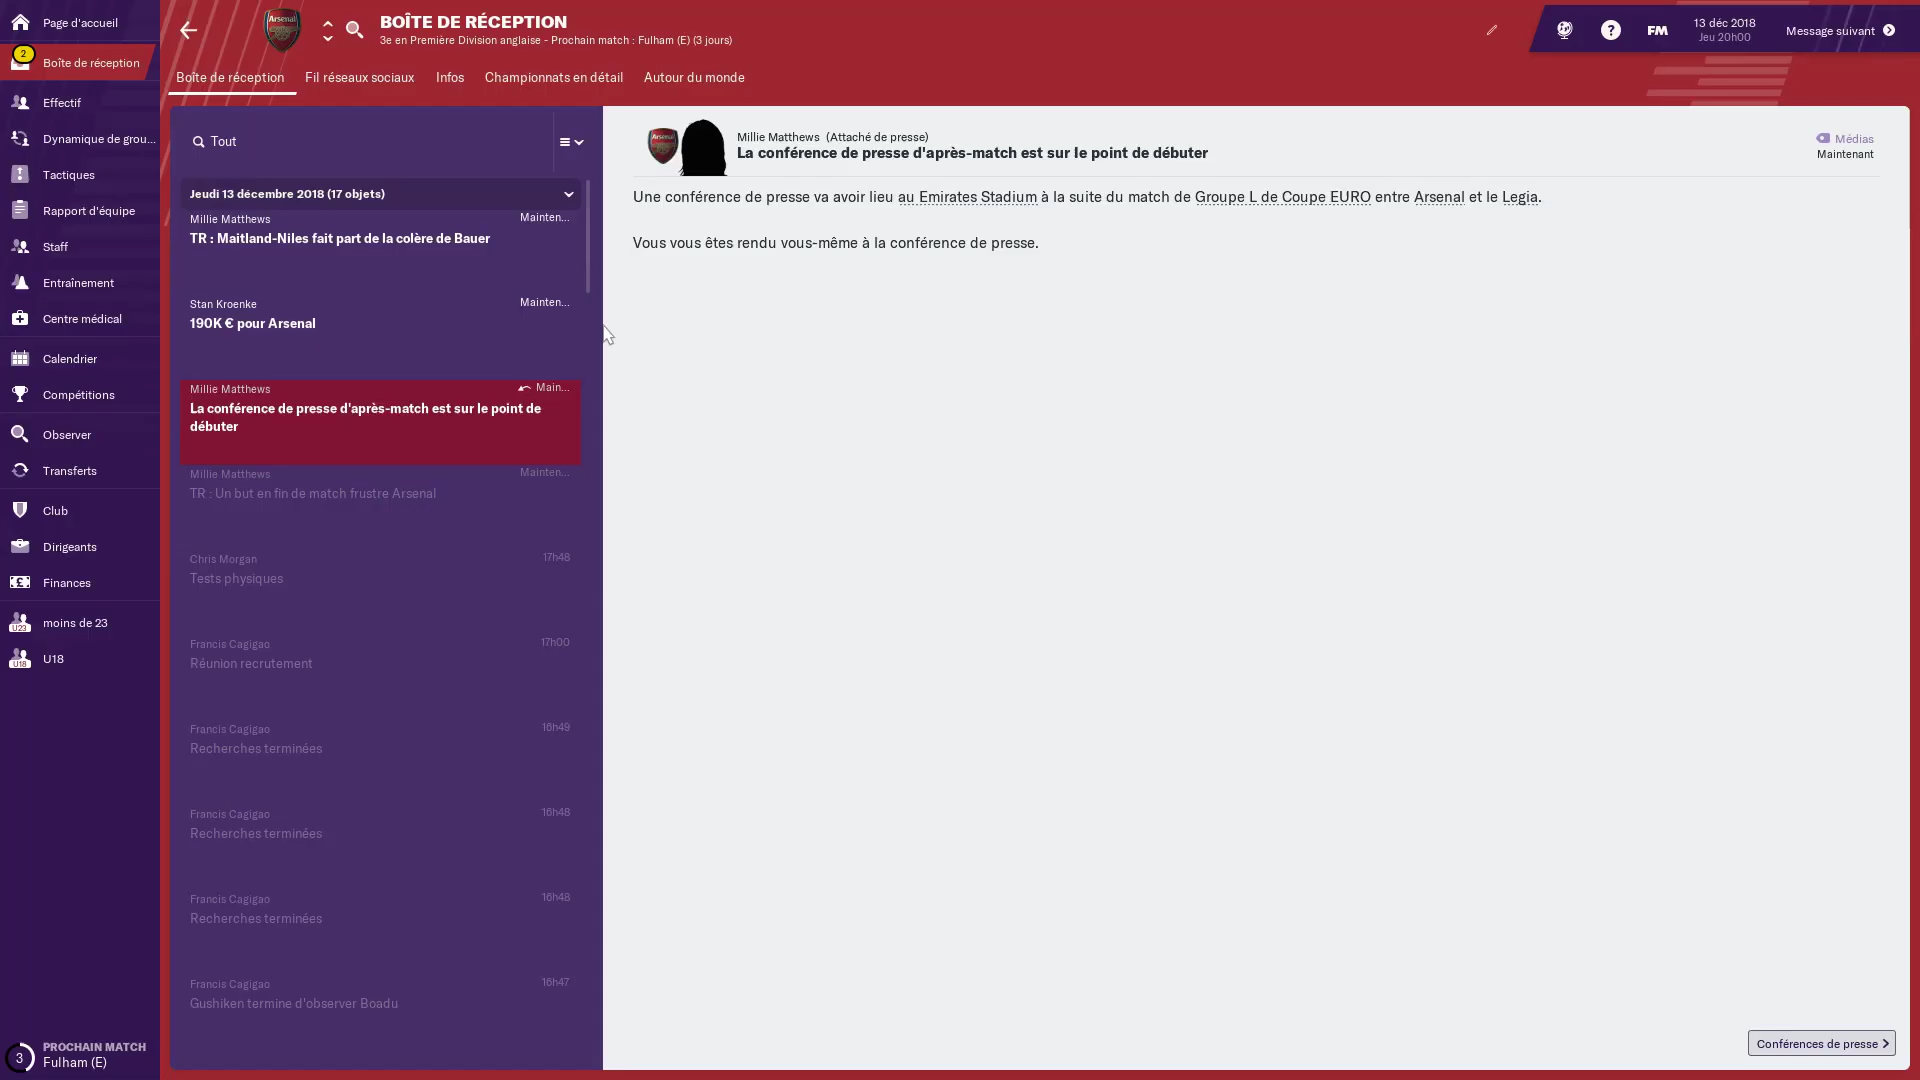 Page d'accueil
2
Boîte de réception
Effectif
Dynamique de grou...
Tactiques
Rapport d'équipe
Staff
Entraînement
Centre médical
Calendrier
Compétitions
Observer
Transferts
Club
Dirigeants
Finances
U23
moins de 23
U18
U18
3
PROCHAIN MATCH
Fulham (E)
Arsenal
BOÎTE DE RÉCEPTION
3e en Première Division anglaise - Prochain match : Fulham (E) (3 jours)
?
FM
13 déc 2018
Jeu 20h00
Message suivant
Boîte de réception
Fil réseaux sociaux
Infos
Championnats en détail
Autour du monde
Tout
Jeudi 13 décembre 2018 (17 objets)
Millie Matthews
Mainten...
TR : Maitland-Niles fait part de la colère de Bauer
Stan Kroenke
Mainten...
190K € pour Arsenal
Millie Matthews
Main...
La conférence de presse d'après-match est sur le point de
débuter
Millie Matthews
Mainten...
TR : Un but en fin de match frustre Arsenal
Chris Morgan
17h48
Tests physiques
Francis Cagigao
17h00
Réunion recrutement
Francis Cagigao
16h49
Recherches terminées
Francis Cagigao
16h48
Recherches terminées
Francis Cagigao
16h48
Recherches terminées
Francis Cagigao
16h47
Gushiken termine d'observer Boadu
Arsenal
Millie Matthews (Attaché de presse)
La conférence de presse d'après-match est sur le point de débuter
Médias
Maintenant
Une conférence de presse va avoir lieu au Emirates Stadium à la suite du match de Groupe L de Coupe EURO entre Arsenal et le Legia.
Vous vous êtes rendu vous-même à la conférence de presse.
Conférences de presse